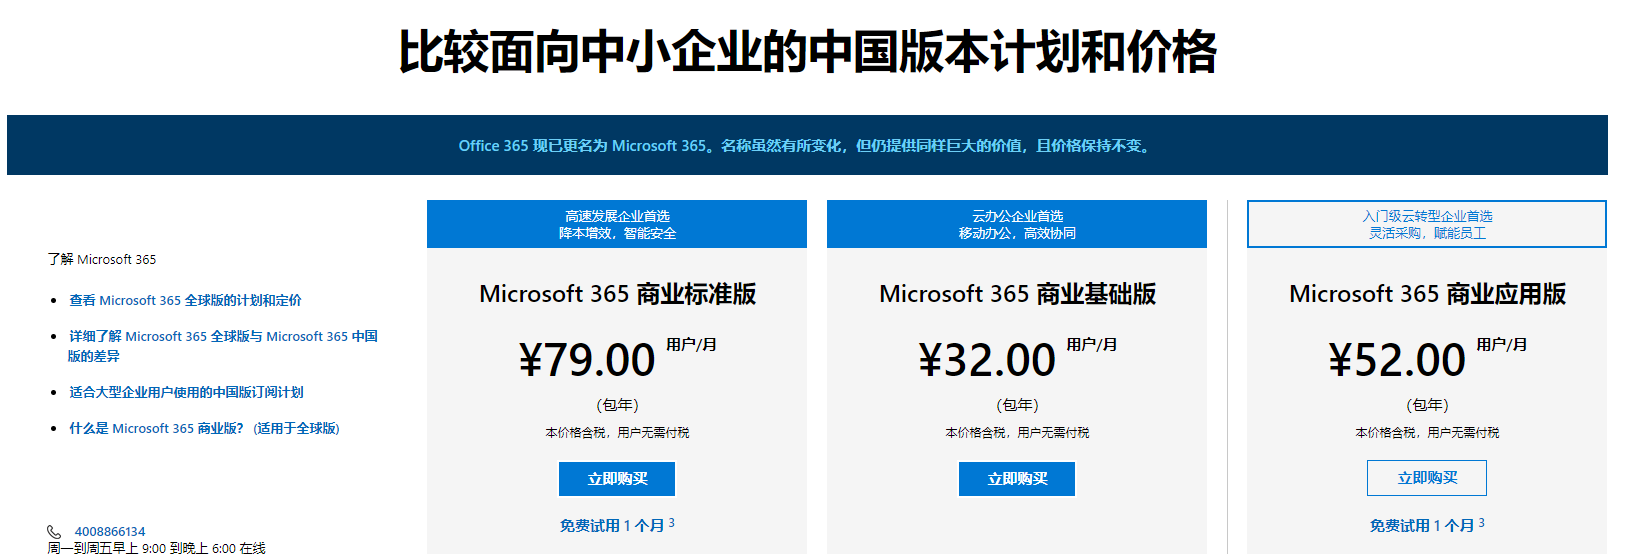 比较面向中小企业的中国版本计划和价格
Office 365 现已更名为 Microsoft 365。名称虽然有所变化，但仍提供同样巨大的价值，且价格保持不变。
了解 Microsoft 365
查看 Microsoft 365 全球版的计划和定价
详细了解 Microsoft 365 全球版与 Microsoft 365 中国
版的差异
适合大型企业用户使用的中国版订阅计划
什么是 Microsoft 365 商业版？ (适用于全球版)
4008866134
周一到周五早上 9:00 到晚上 6:00 在线
高速发展企业首选
降本增效，智能安全
Microsoft 365 商业标准版
¥79.00 用户/月
（包年）
本价格含税，用户无需付税
立即购买
免费试用 1 个月 3
云办公企业首选
移动办公，高效协同
Microsoft 365 商业基础版
¥32.00 用户/月
（包年）
本价格含税，用户无需付税
立即购买
入门级云转型企业首选
灵活采购，赋能员工
Microsoft 365 商业应用版
¥52.00 用户/月
（包年）
本价格含税，用户无需付税
立即购买
免费试用 1 个月 3